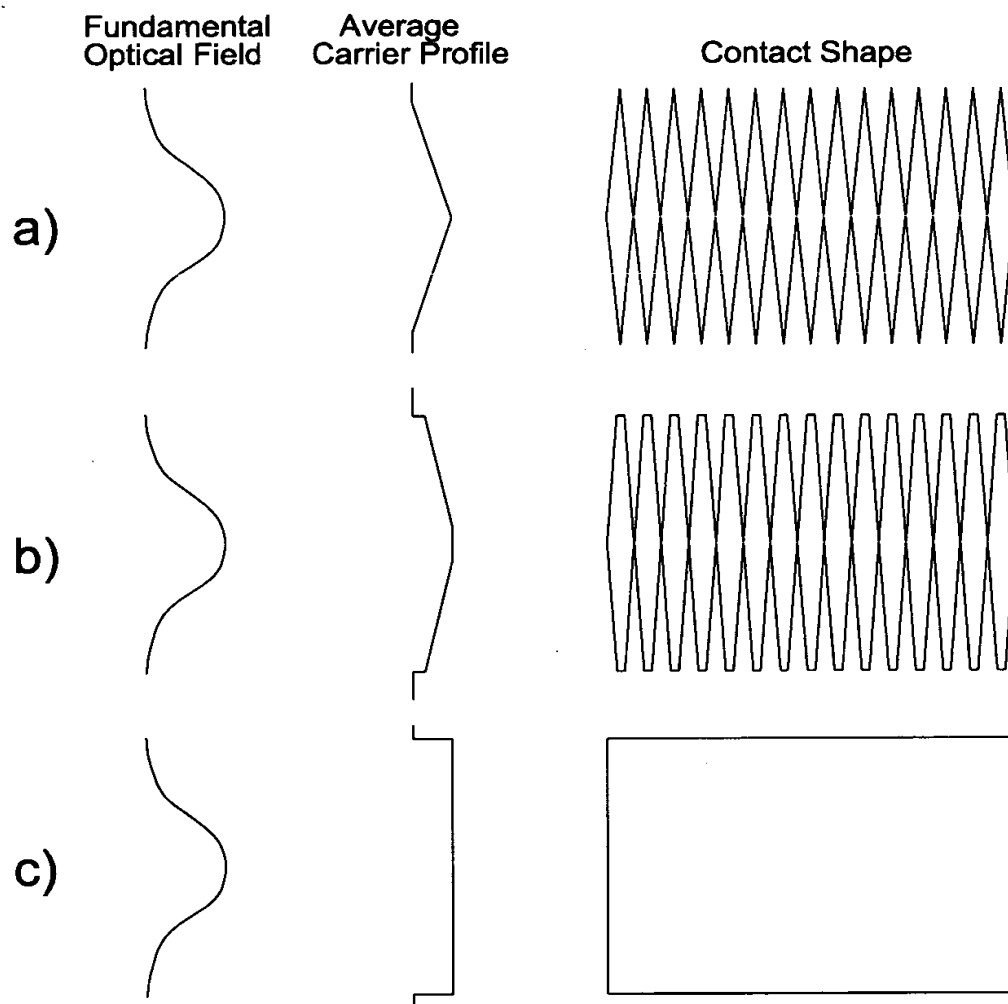 Fundamental
Optical Field
Average
Carrier Profile
Contact Shape
a)
b)
c)